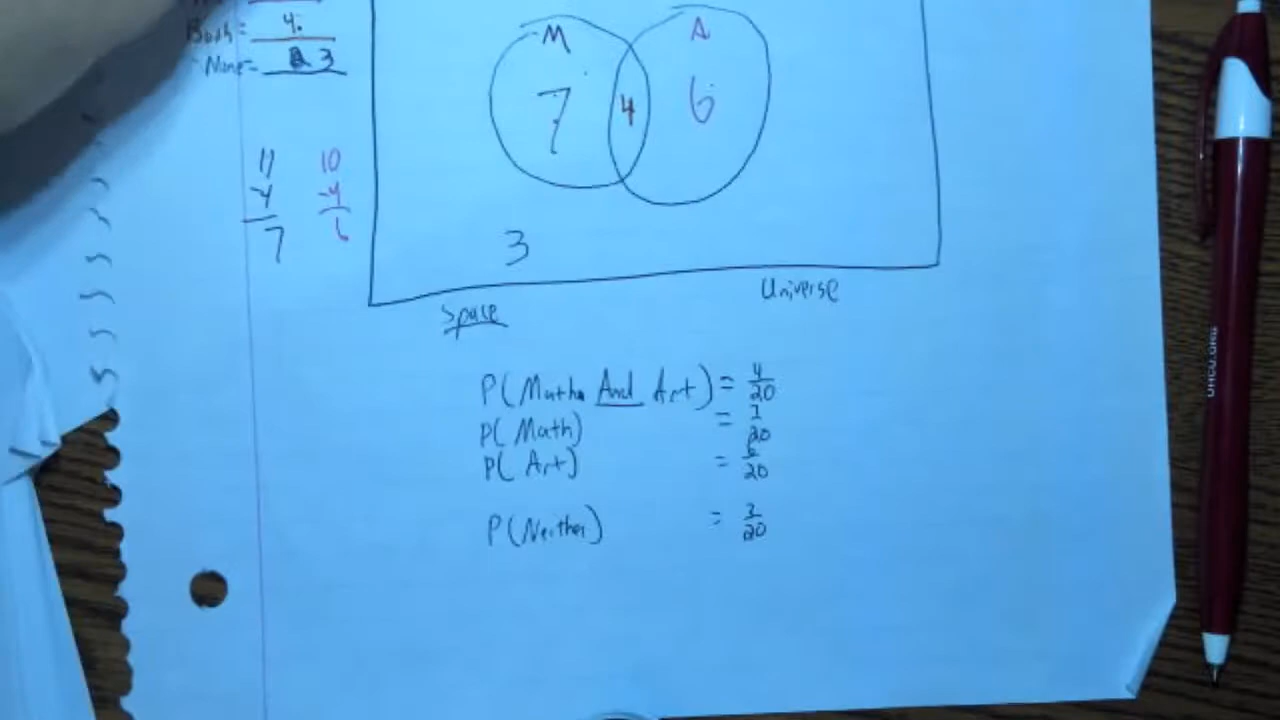 Both = 4.
None = 3
M A
7 4 6
11 10
-4 -4
7 6
3
Space Universe
P(Math And Art) = 4/20
P(Math) = 7/20
P(Art) = 6/20
P(Neither) = 3/20